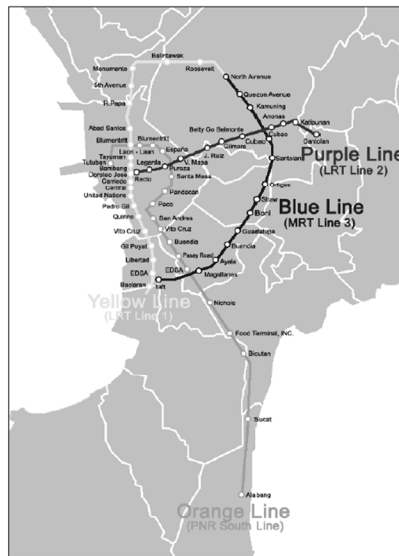 Balintawak
Roosevelt
Monumento
5th Avenue
R. Papa
North Avenue
Quezon Avenue
Kamuning
Anonas
Katipunan
Santolan
Betty Go Belmonte
Cubao
Cubao
Gilmore
J. Ruiz
V. Mapa
Pureza
Legarda
Recto
Abad Santos
Blumentritt
Blumentritt
España
Laon - Laan
Tayuman
Tutuban
Bambang
Doroteo Jose
Carriedo
Central
United Nations
Pedro Gil
Quirino
Vito Cruz
Santa Mesa
Pandacan
Paco
San Andres
Vito Cruz
Santolan
Purple Line
(LRT Line 2)
Ortigas
Shaw
Boni
Blue Line
(MRT Line 3)
Guadalupe
Buendia
Buendia
Gil Puyat
Libertad
EDSA
Baclaran
Pasay Road
EDSA
Ayala
Magallanes
Taft
Yellow Line
(LRT Line 1)
Nichols
Food Terminal, INC.
Bicutan
Sucat
Alabang
Orange Line
(PNR South Line)